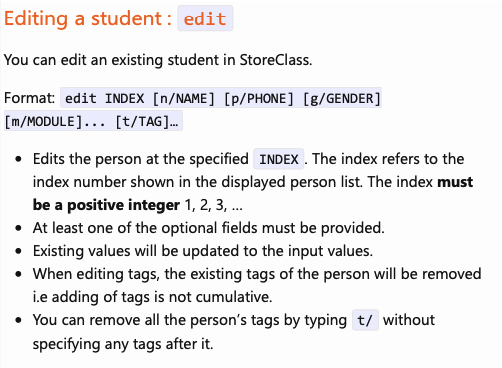 Editing a student : edit
You can edit an existing student in StoreClass.
Format: edit INDEX [n/NAME] [p/PHONE] [g/GENDER]
[m/MODULE]... [t/TAG]…
• Edits the person at the specified INDEX. The index refers to the
index number shown in the displayed person list. The index must
be a positive integer 1, 2, 3, …
• At least one of the optional fields must be provided.
• Existing values will be updated to the input values.
• When editing tags, the existing tags of the person will be removed
i.e adding of tags is not cumulative.
• You can remove all the person’s tags by typing t/ without
specifying any tags after it.